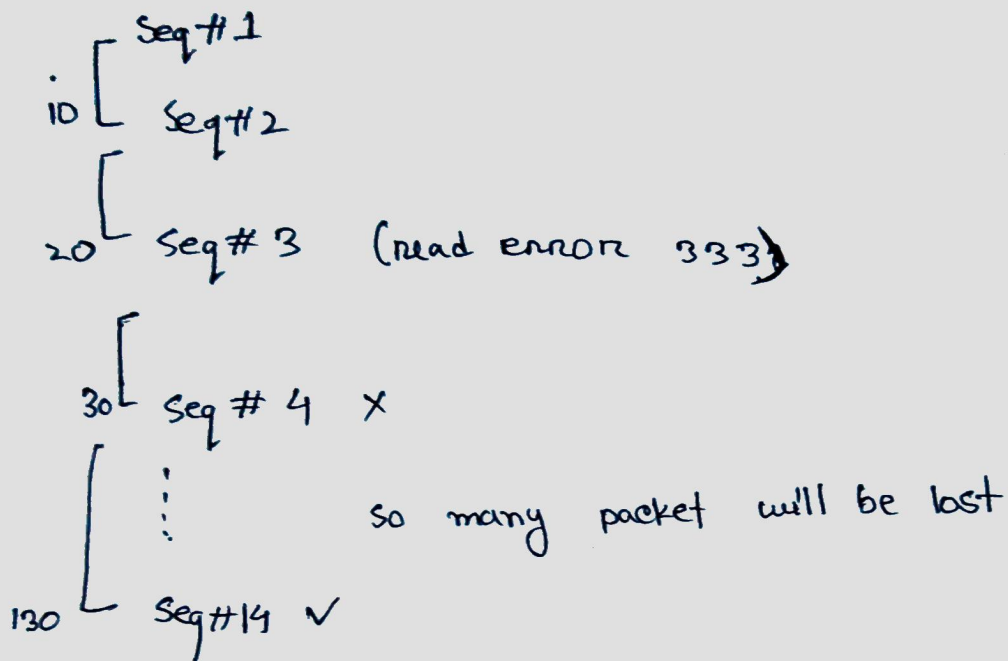 Seq#1
10 Seq#2
20 Seq# 3 (read error 333)
30 Seq # 4 x
so many packet will be lost
130 Seq#14 ✓